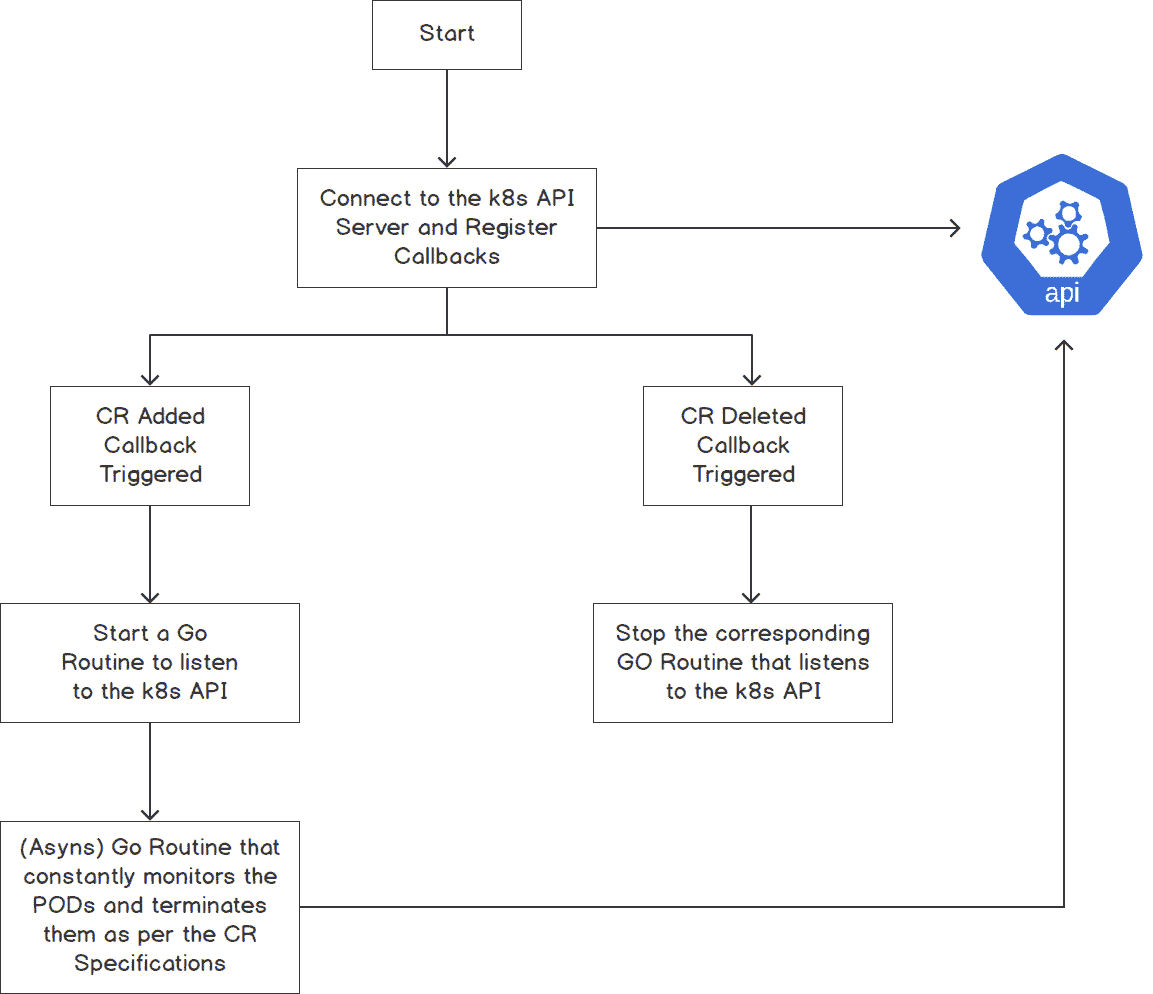 Start
Connect to the k8s API
Server and Register
Callbacks
api
CR Added
Callback
Triggered
CR Deleted
Callback
Triggered
Start a Go
Routine to listen
to the k8s API
Stop the corresponding
GO Routine that listens
to the k8s API
(Asyns) Go Routine that
constantly monitors the
PODs and terminates
them as per the CR
Specifications